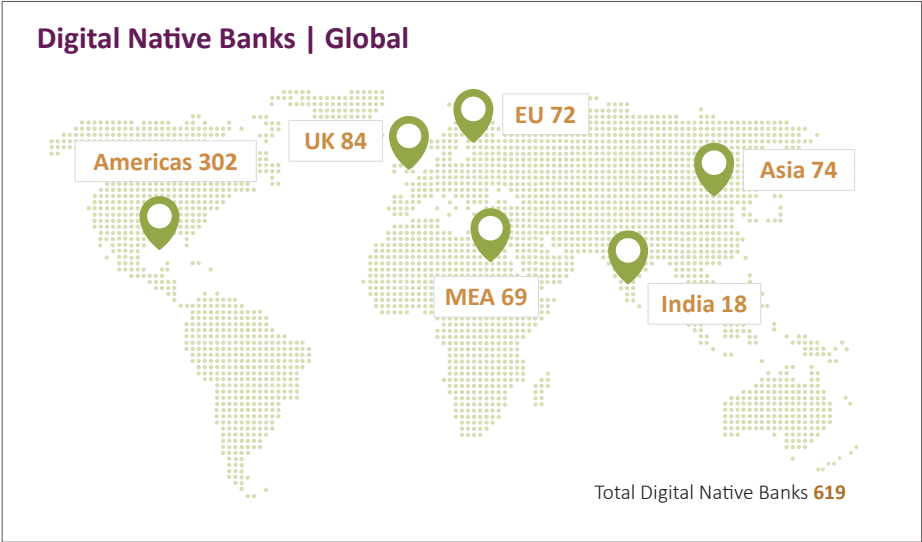 Digital Native Banks | Global
EU 72
UK 84
Americas 302
Asia 74
MEA 69
India 18
Total Digital Native Banks 619